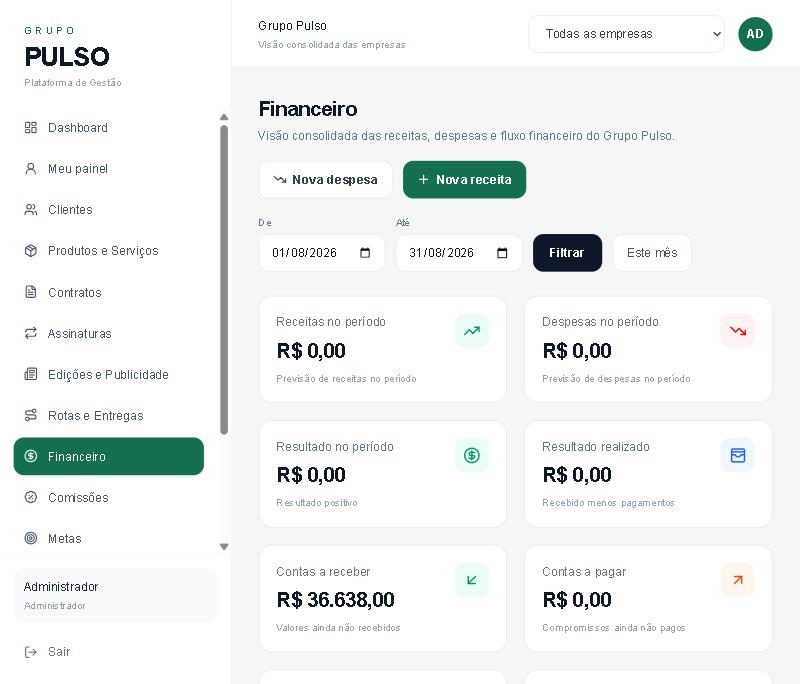 GRUPO
PULSO
Plataforma de Gestão
Dashboard
Meu painel
Clientes
Produtos e Serviços
Contratos
Assinaturas
Edições e Publicidade
Rotas e Entregas
Financeiro
Comissões
Metas
Administrador
Administrador
Sair
Grupo Pulso
Visão consolidada das empresas
Todas as empresas
AD
Financeiro
Visão consolidada das receitas, despesas e fluxo financeiro do Grupo Pulso.
Nova despesa
Nova receita
De
Até
01/08/2026
31/08/2026
Filtrar
Este mês
Receitas no período
R$ 0,00
Previsão de receitas no período
Despesas no período
R$ 0,00
Previsão de despesas no período
Resultado no período
R$ 0,00
Resultado positivo
Resultado realizado
R$ 0,00
Recebido menos pagamentos
Contas a receber
R$ 36.638,00
Valores ainda não recebidos
Contas a pagar
R$ 0,00
Compromissos ainda não pagos